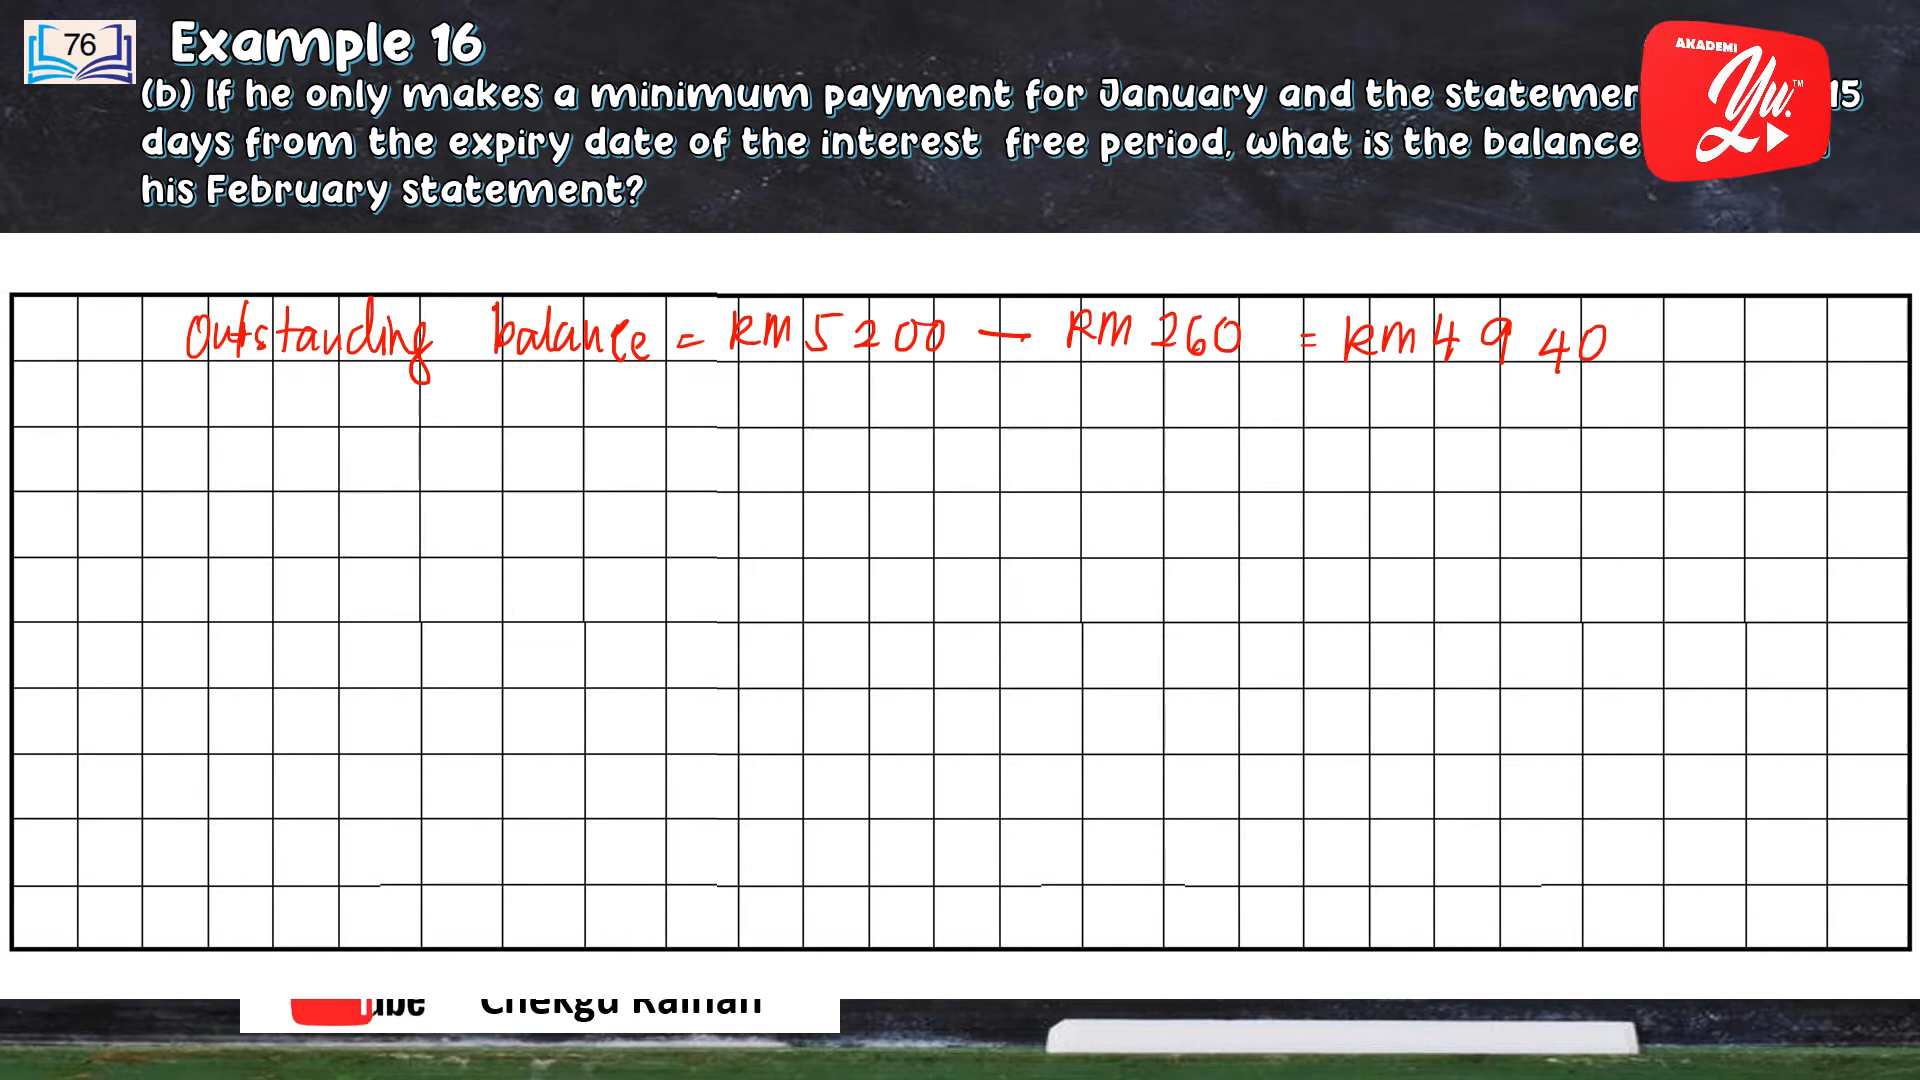 76
Example 16
AKADEMI
Yu.
TM
(b) If he only makes a minimum payment for January and the 15
days from the expiry date of the interest free period, what is the balance
his February statement?
Outstanding balance = RM 5200 — RM 260 = RM 4940